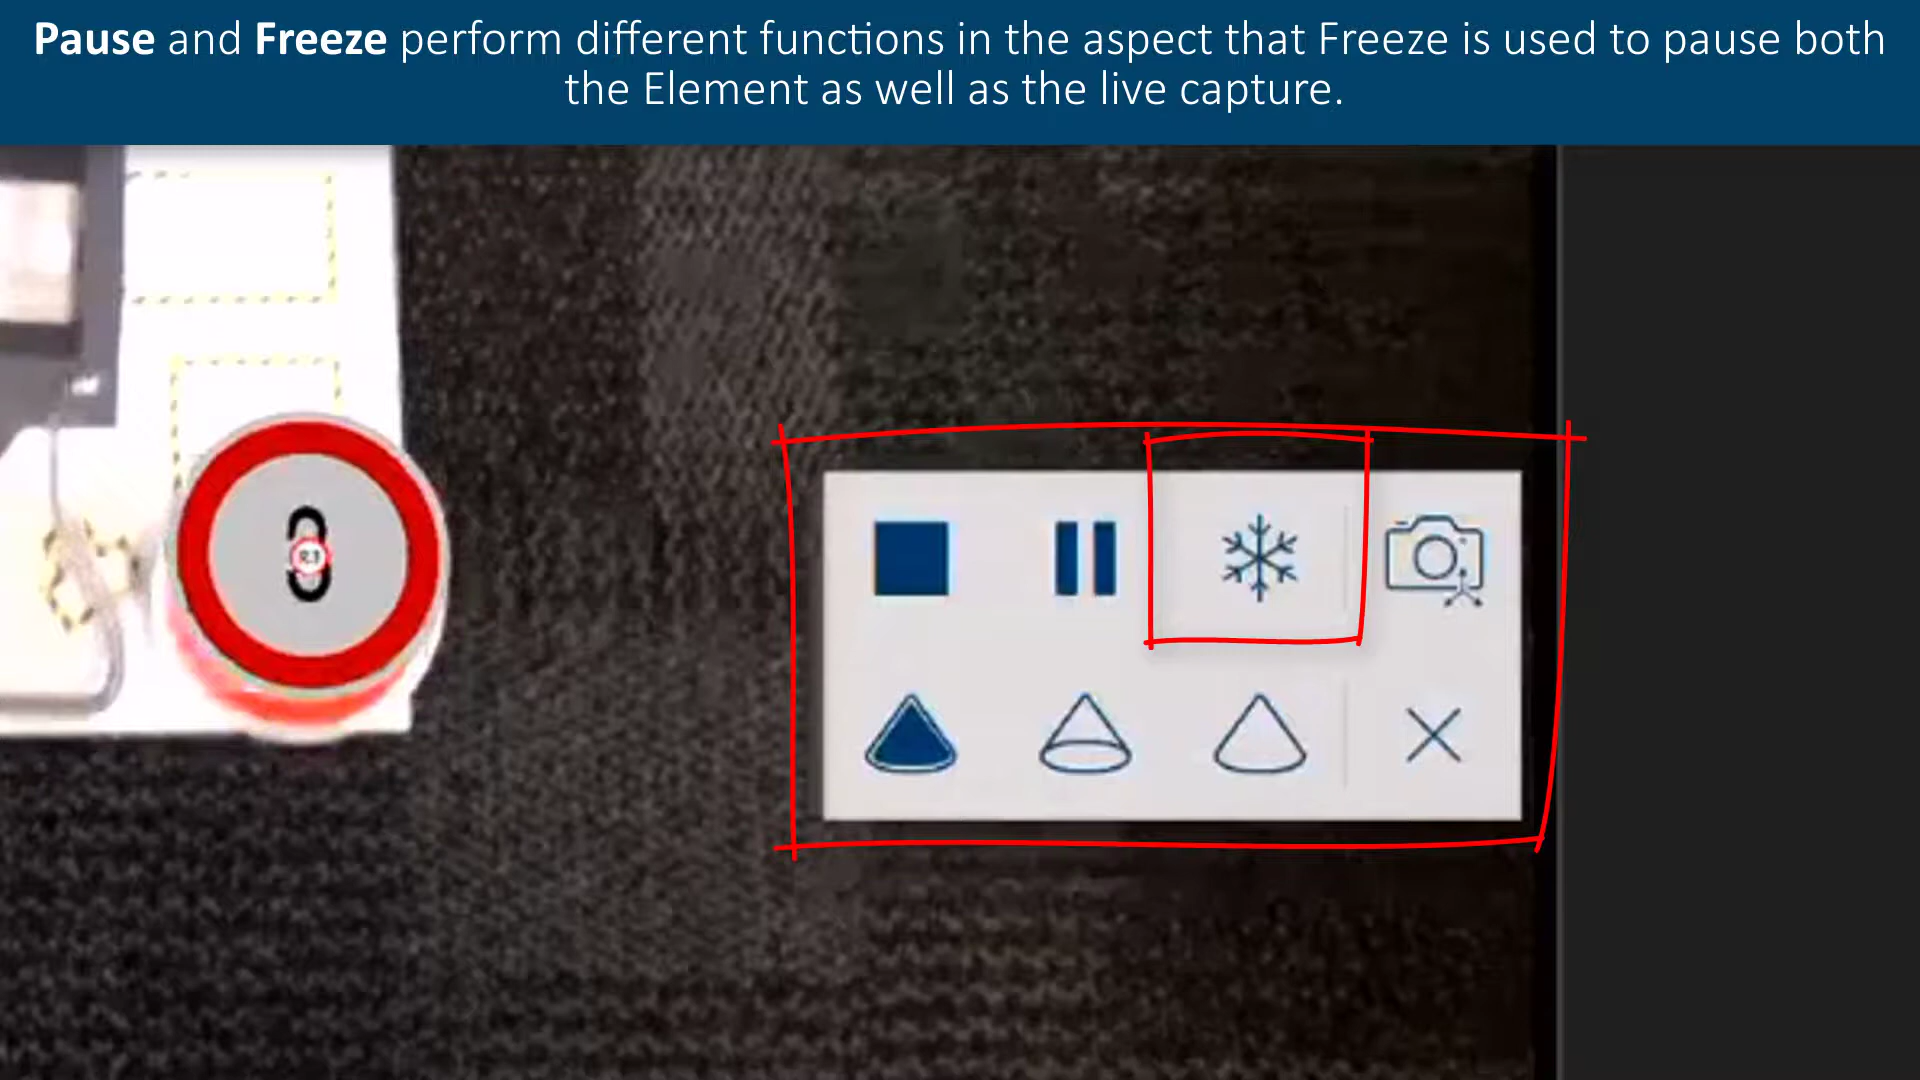 Pause and Freeze perform different functions in the aspect that Freeze is used to pause both
the Element as well as the live capture.